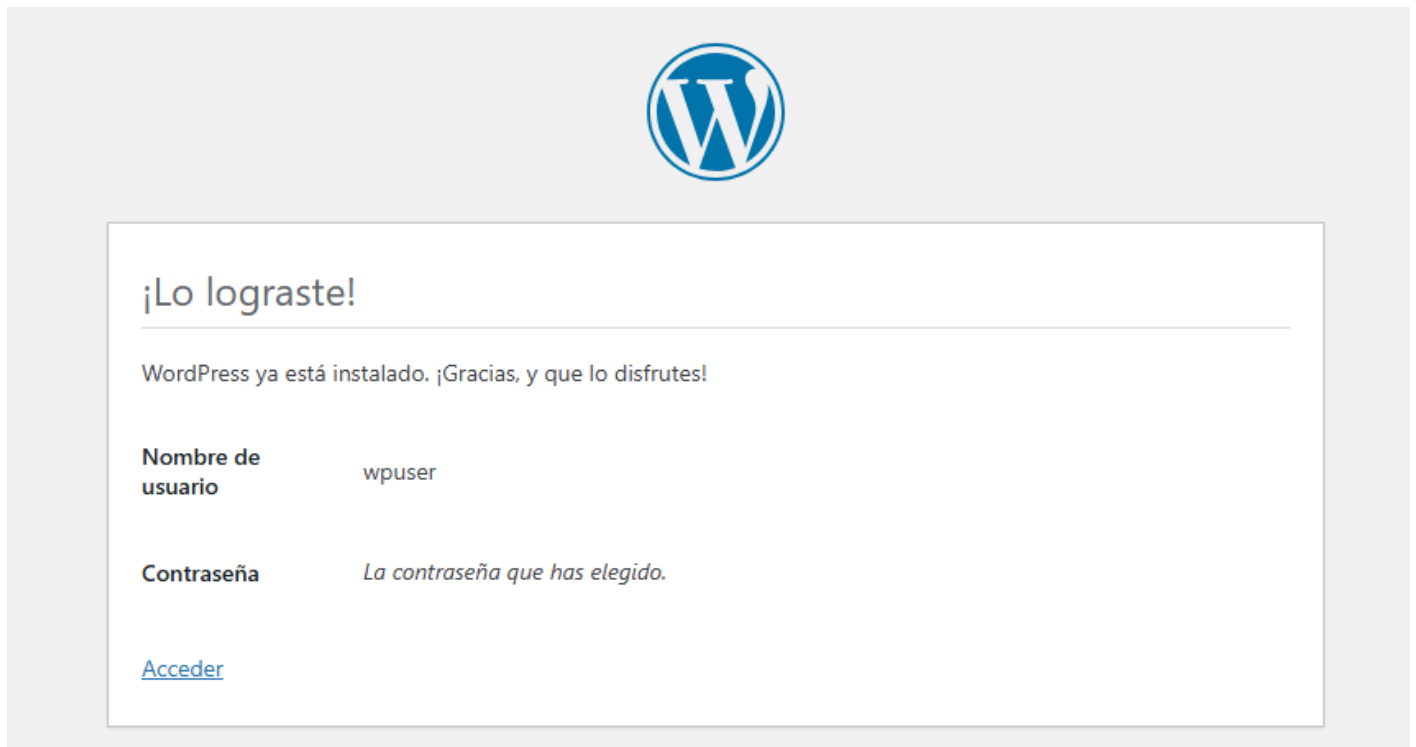 ¡Lo lograste!
WordPress ya está instalado. ¡Gracias, y que lo disfrutes!
Nombre de
usuario
wpuser
Contraseña
La contraseña que has elegido.
Acceder